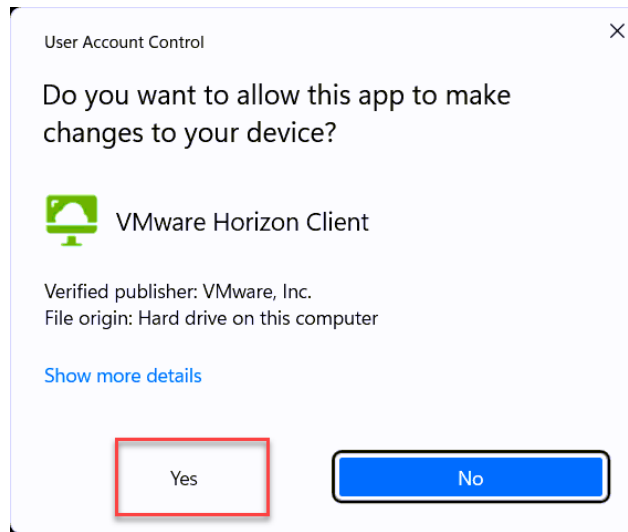 User Account Control
Do you want to allow this app to make
changes to your device?
VMware Horizon Client
Verified publisher: VMware, Inc.
File origin: Hard drive on this computer
Show more details
Yes
No